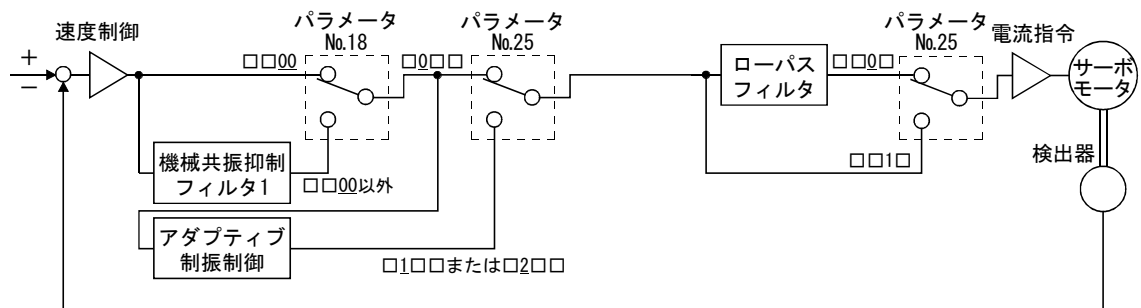 速度制御
+
−
パラメータ
No.18
□□00
□□00以外
機械共振抑制
フィルタ1
パラメータ
No.25
□0□□
アダプティブ
制振制御
□1□□または□2□□
ローパス
フィルタ
パラメータ
No.25
□□0□
□□1□
電流指令
サーボ
モータ
検出器